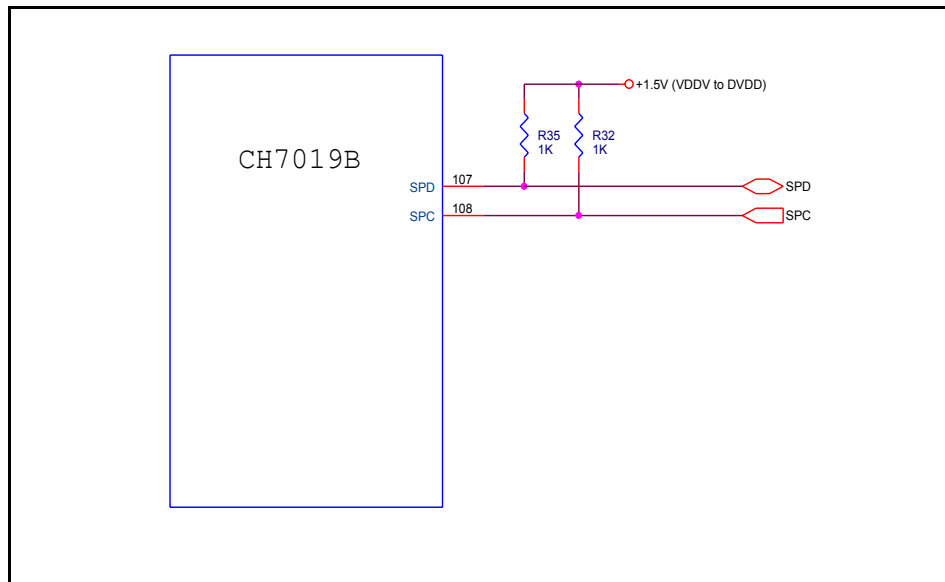 +1.5V (VDDV to DVDD)
R35
1K
R32
1K
CH7019B
SPD
107
SPD
SPC
108
SPC